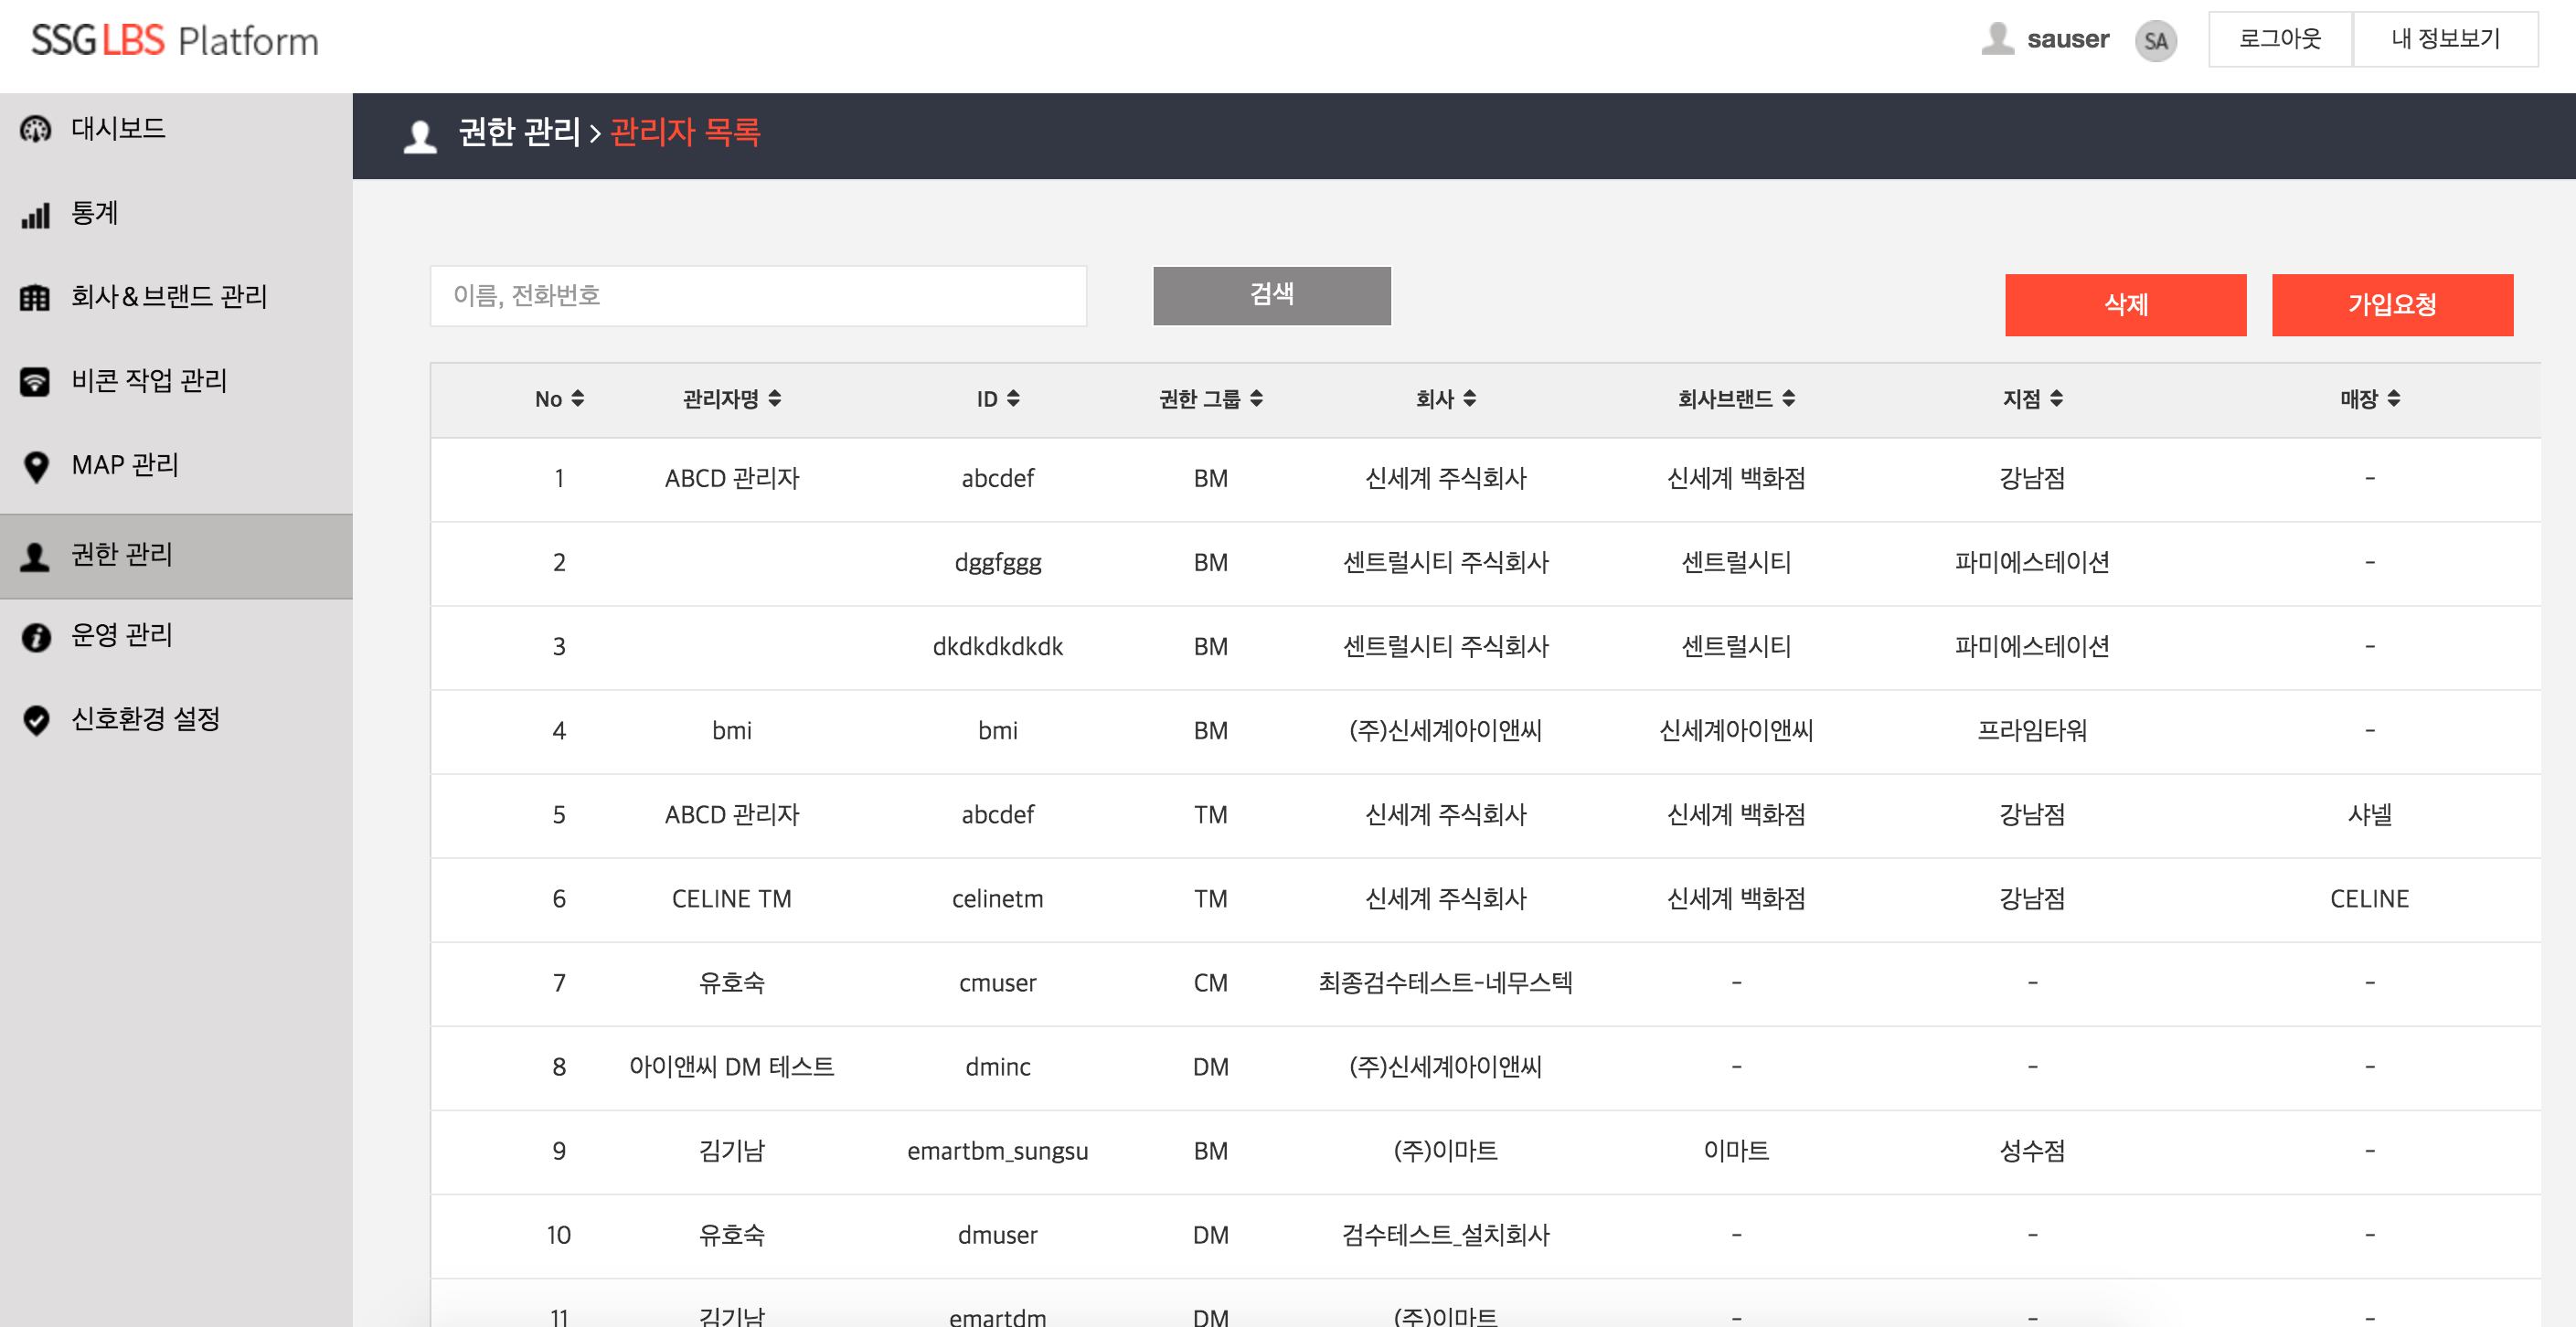 SSG LBS Platform
sauser SA 로그아웃 내 정보보기
대시보드
통계
회사&브랜드 관리
비콘 작업 관리
MAP 관리
권한 관리
운영 관리
신호환경 설정
권한 관리 > 관리자 목록
이름, 전화번호 검색 삭제 가입요청
No 관리자명 ID 권한 그룹 회사 회사브랜드 지점 매장
1 ABCD 관리자 abcdef BM 신세계 주식회사 신세계 백화점 강남점 -
2 dggfggg BM 센트럴시티 주식회사 센트럴시티 파미에스테이션 -
3 dkdkdkdkdk BM 센트럴시티 주식회사 센트럴시티 파미에스테이션 -
4 bmi bmi BM (주)신세계아이앤씨 신세계아이앤씨 프라임타워 -
5 ABCD 관리자 abcdef TM 신세계 주식회사 신세계 백화점 강남점 샤넬
6 CELINE TM celinetm TM 신세계 주식회사 신세계 백화점 강남점 CELINE
7 유호숙 cmuser CM 최종검수테스트-네무스텍 - - -
8 아이앤씨 DM 테스트 dminc DM (주)신세계아이앤씨 - - -
9 김기남 emartbm_sungsu BM (주)이마트 이마트 성수점 -
10 유호숙 dmuser DM 검수테스트_설치회사 - - -
11 김기남 emartdm DM (주)이마트 - - -